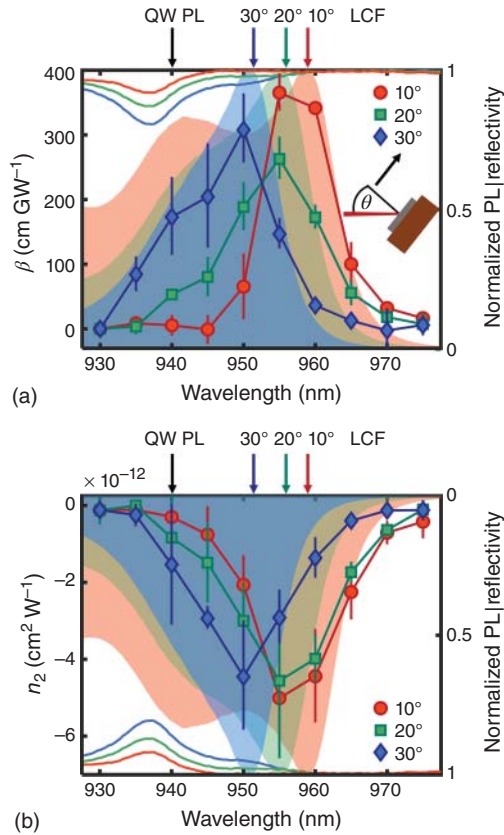 QW PL 30° 20° 10° LCF
400
300
200
100
0
β (cm GW⁻¹)
1
0.5
0
Normalized PL|reflectivity
10°
20°
30°
θ
930 940 950 960 970
Wavelength (nm)
(a)
QW PL 30° 20° 10° LCF
× 10⁻¹²
0
−2
−4
−6
n₂ (cm² W⁻¹)
0
0.5
1
Normalized PL|reflectivity
10°
20°
30°
930 940 950 960 970
Wavelength (nm)
(b)